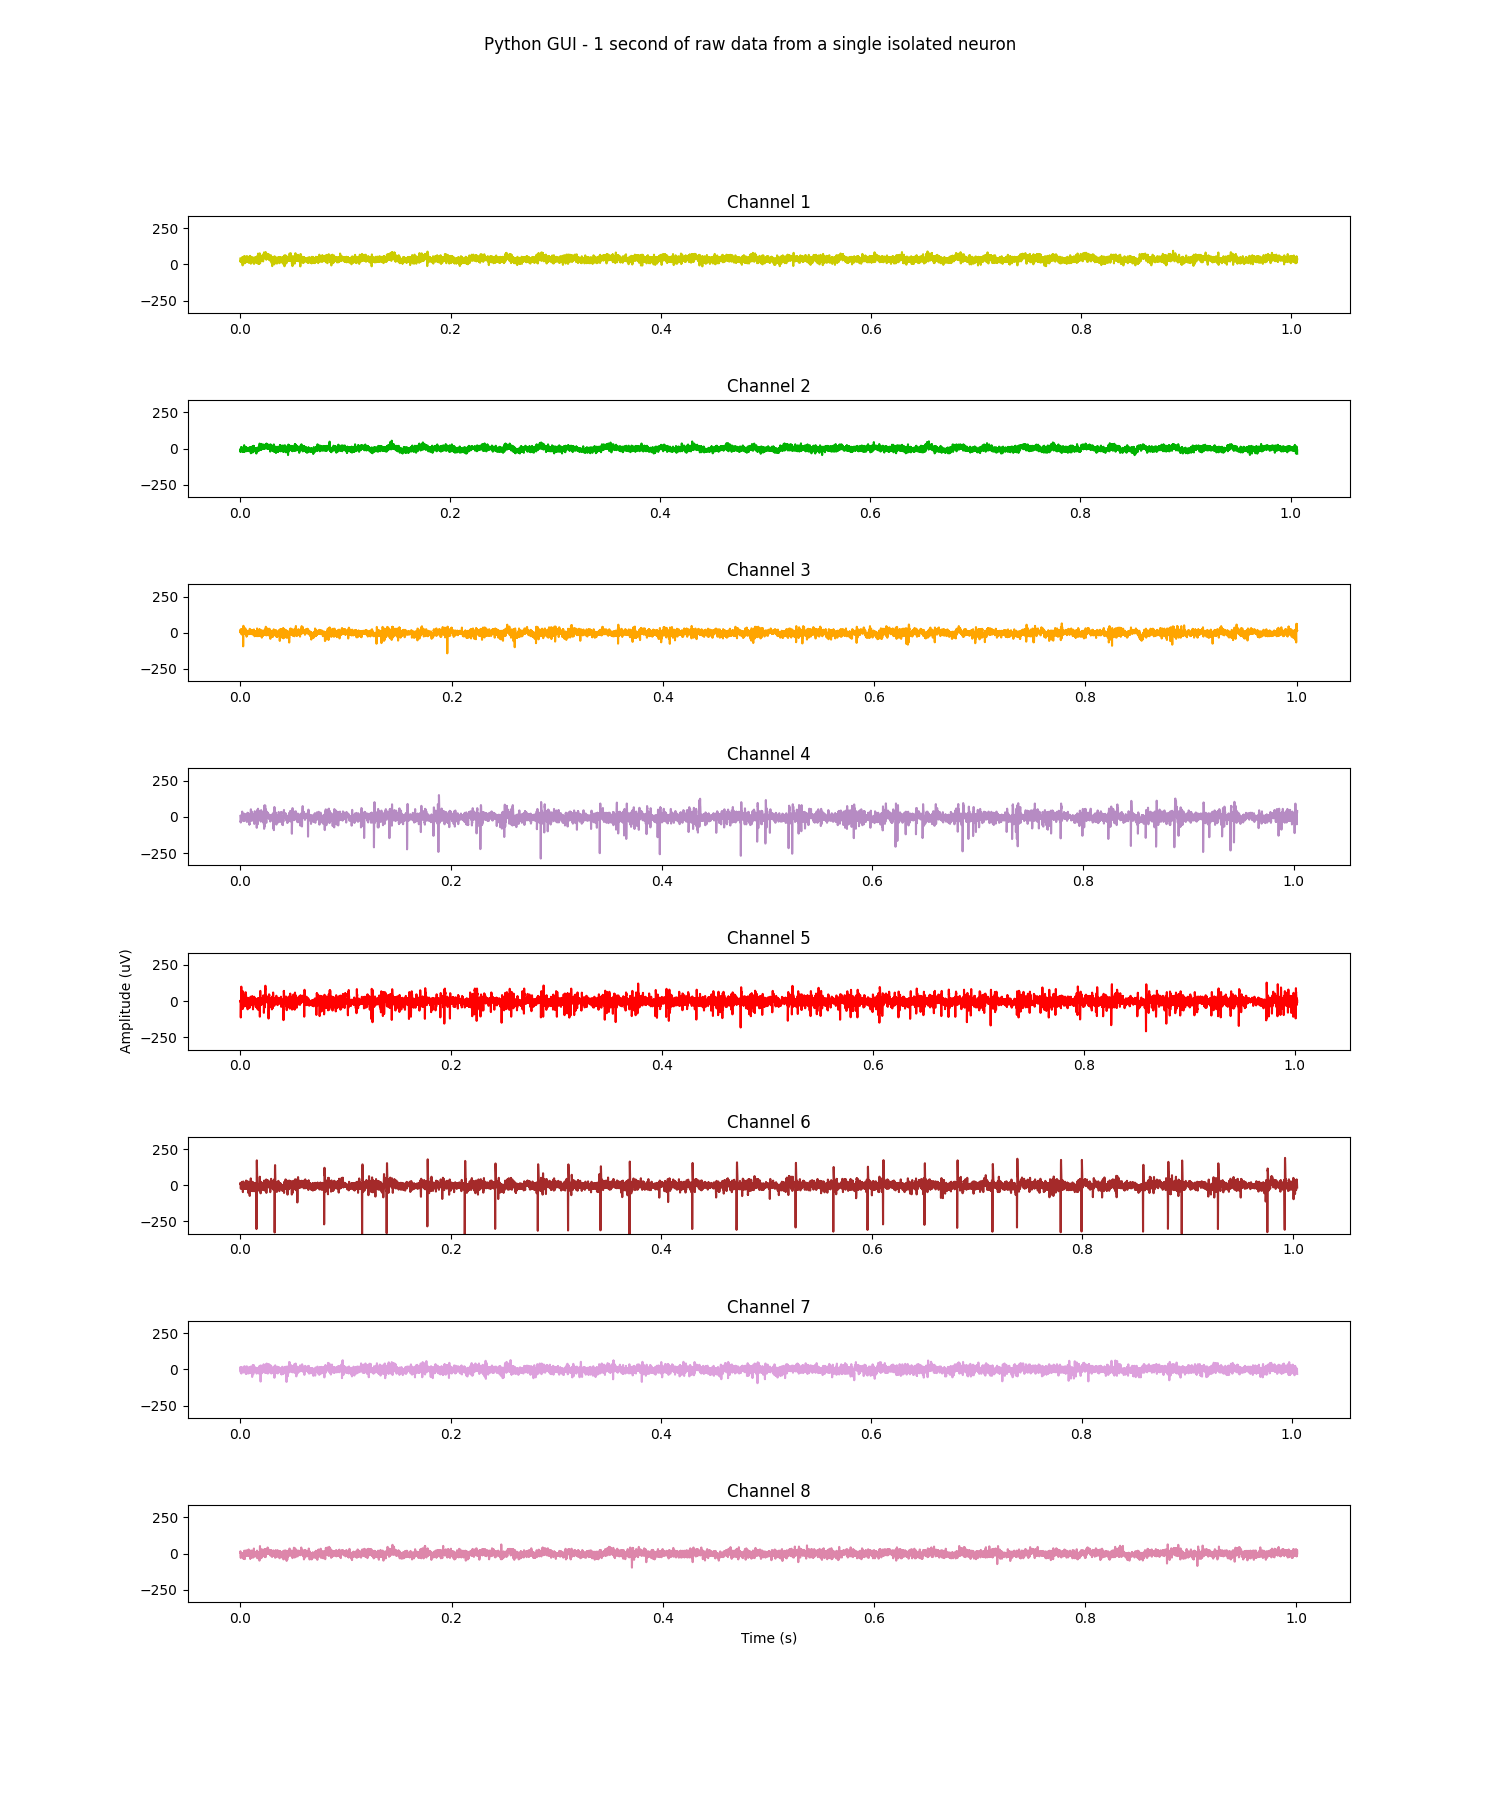 Python GUI - 1 second of raw data from a single isolated neuron
Channel 1
250
0
−250
0.0 0.2 0.4 0.6 0.8 1.0
Channel 2
250
0
−250
0.0 0.2 0.4 0.6 0.8 1.0
Channel 3
250
0
−250
0.0 0.2 0.4 0.6 0.8 1.0
Channel 4
250
0
−250
0.0 0.2 0.4 0.6 0.8 1.0
Channel 5
Amplitude (uV)
250
0
−250
0.0 0.2 0.4 0.6 0.8 1.0
Channel 6
250
0
−250
0.0 0.2 0.4 0.6 0.8 1.0
Channel 7
250
0
−250
0.0 0.2 0.4 0.6 0.8 1.0
Channel 8
250
0
−250
0.0 0.2 0.4 0.6 0.8 1.0
Time (s)